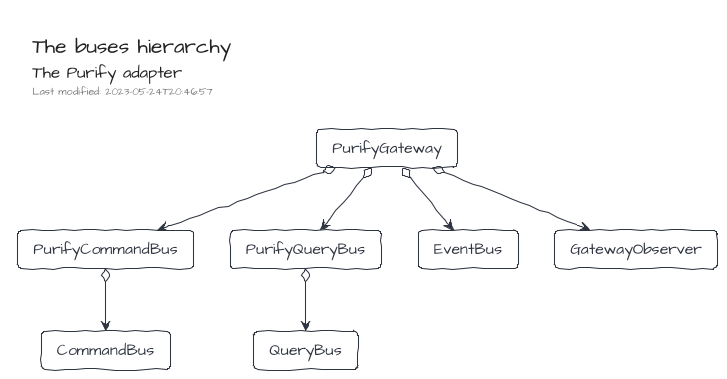 The buses hierarchy
The Purify adapter
Last modified: 2023-05-24T20:46:57
PurifyGateway
PurifyCommandBus
PurifyQueryBus
EventBus
GatewayObserver
CommandBus
QueryBus